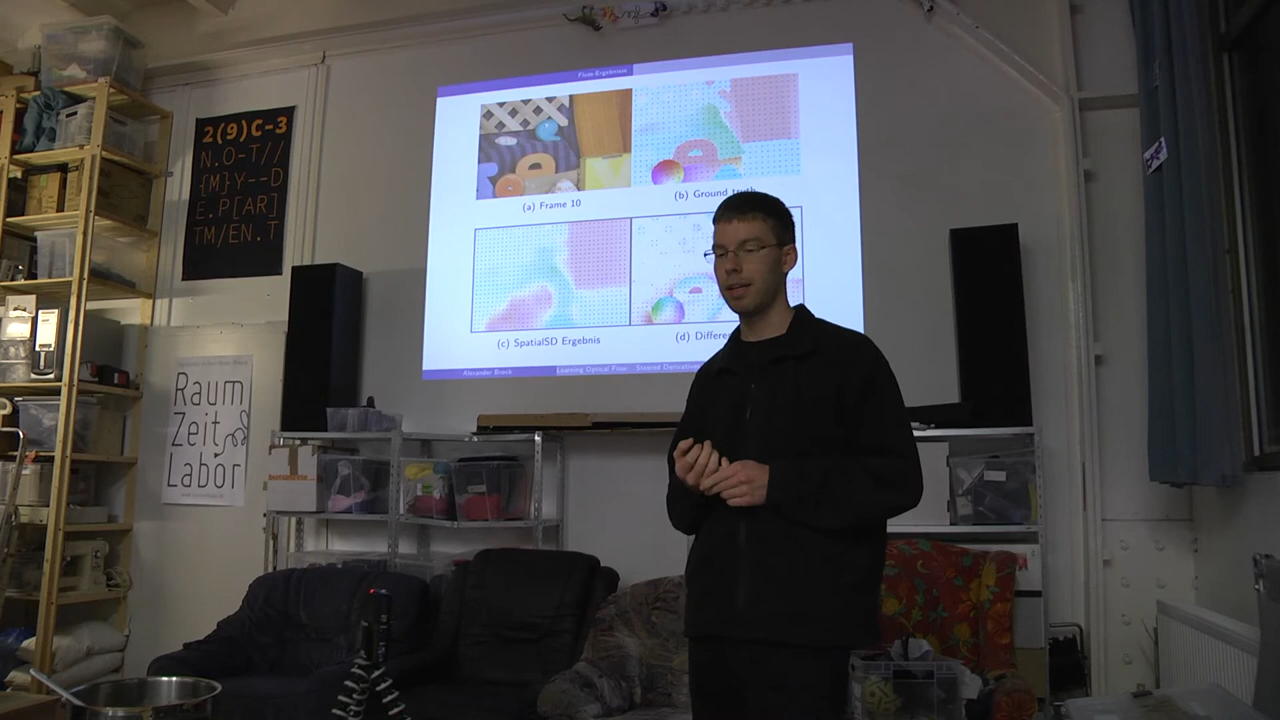 2(9)C-3
N.O-T//
{M}Y--D
E.P[AR]
TM/EN.T
Raum
Zeit
Labor
Fluss-Ergebnisse
(a) Frame 10
(b) Ground truth
(c) SpatialSD Ergebnis
(d) Differe
Alexander Brock
Learning Optical Flow
Steered Derivatives